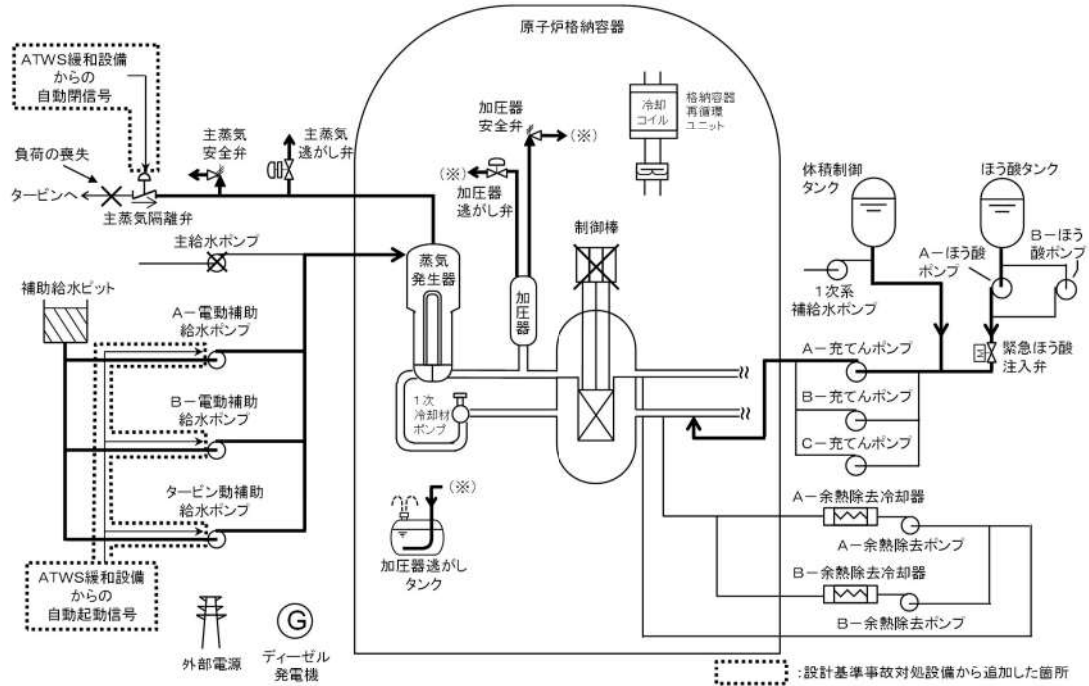 原子炉格納容器
ATWS緩和設備
からの
自動閉信号
負荷の喪失
タービンへ
主蒸気隔離弁
主蒸気
安全弁
主蒸気
逃がし弁
主給水ポンプ
補助給水ピット
A-電動補助
給水ポンプ
B-電動補助
給水ポンプ
タービン動補助
給水ポンプ
ATWS緩和設備
からの
自動起動信号
外部電源
G
ディーゼル
発電機
加圧器
安全弁
(※)
(※)
加圧器
逃がし弁
冷却
コイル
格納容器
再循環
ユニット
制御棒
蒸気
発生器
加圧器
1次
冷却材
ポンプ
(※)
加圧器逃がし
タンク
体積制御
タンク
ほう酸タンク
A-ほう酸
ポンプ
B-ほう
酸ポンプ
1次系
補給水ポンプ
緊急ほう酸
注入弁
M
A-充てんポンプ
B-充てんポンプ
C-充てんポンプ
A-余熱除去冷却器
A-余熱除去ポンプ
B-余熱除去冷却器
B-余熱除去ポンプ
:設計基準事故対処設備から追加した箇所